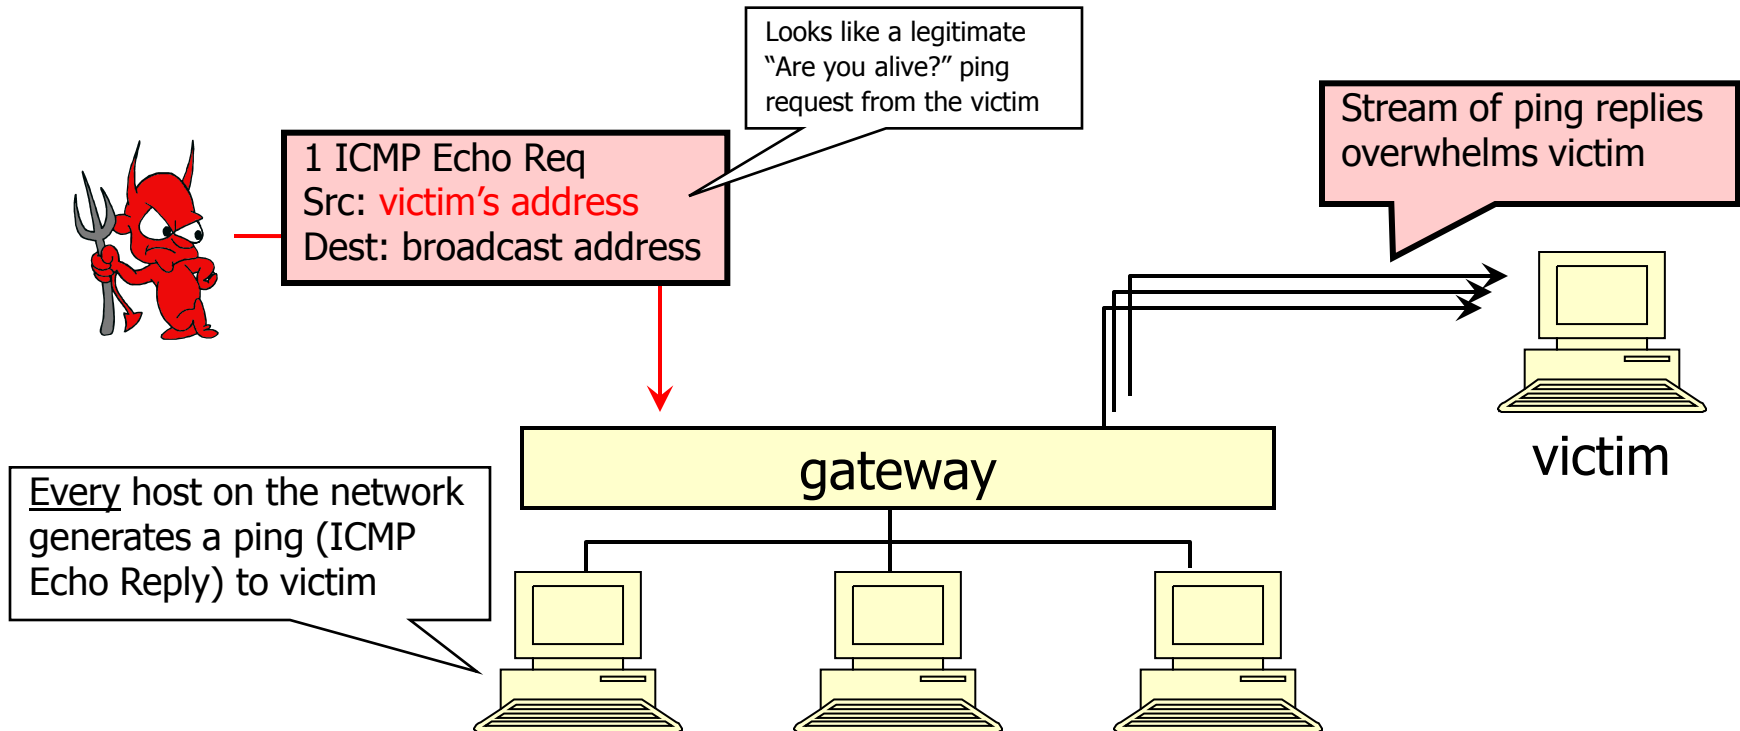 Looks like a legitimate
“Are you alive?” ping
request from the victim
1 ICMP Echo Req
Src: victim’s address
Dest: broadcast address
Stream of ping replies
overwhelms victim
victim
gateway
Every host on the network
generates a ping (ICMP
Echo Reply) to victim